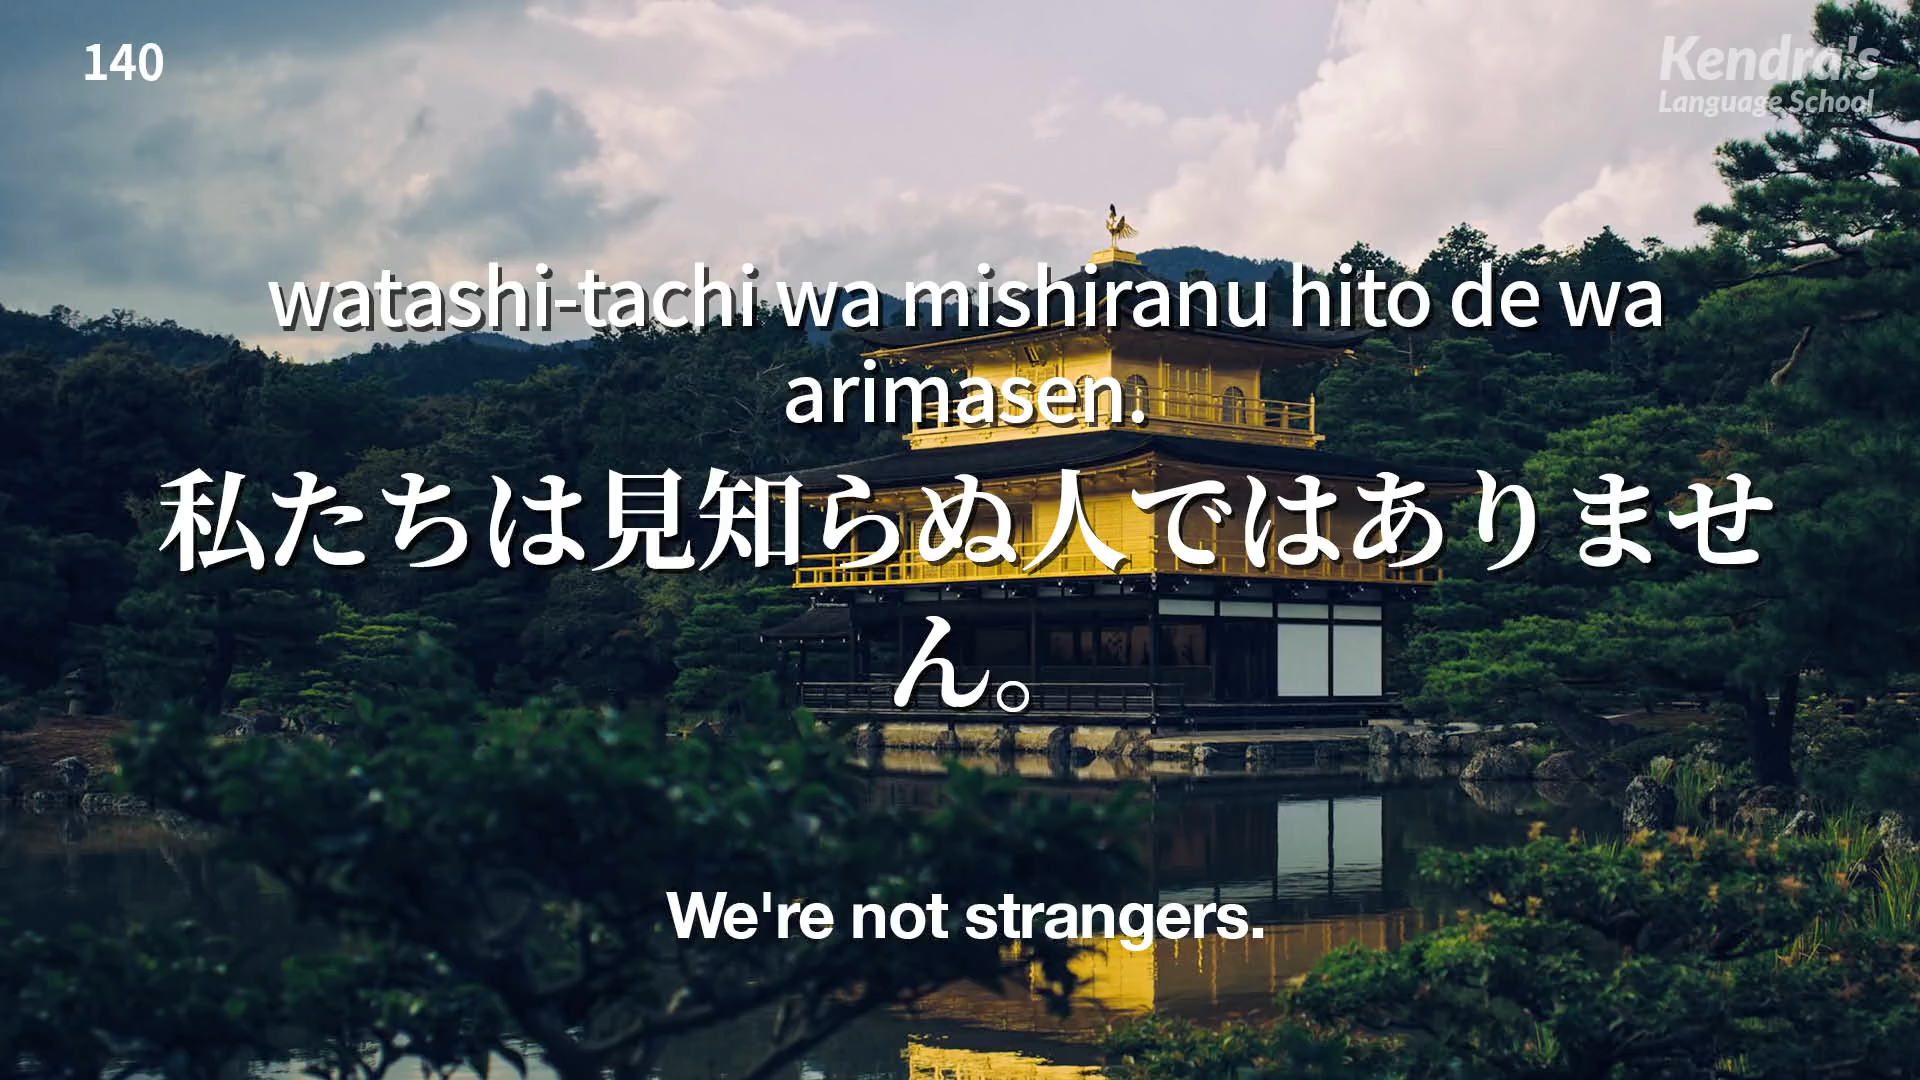 140
Kendra's
Language School
watashi-tachi wa mishiranu hito de wa
arimasen.
私たちは見知らぬ人ではありませ
ん。
We're not strangers.